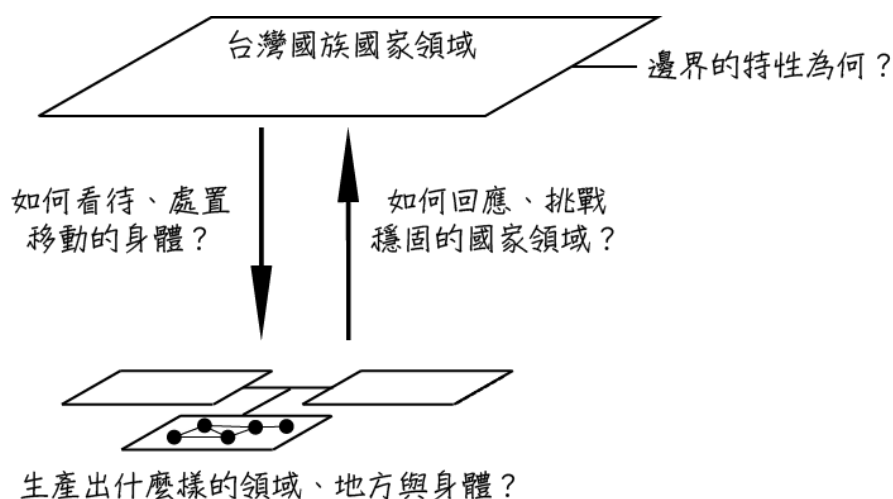 台灣國族國家領域
邊界的特性為何？
如何看待、處置
移動的身體？
如何回應、挑戰
穩固的國家領域？
生產出什麼樣的領域、地方與身體？